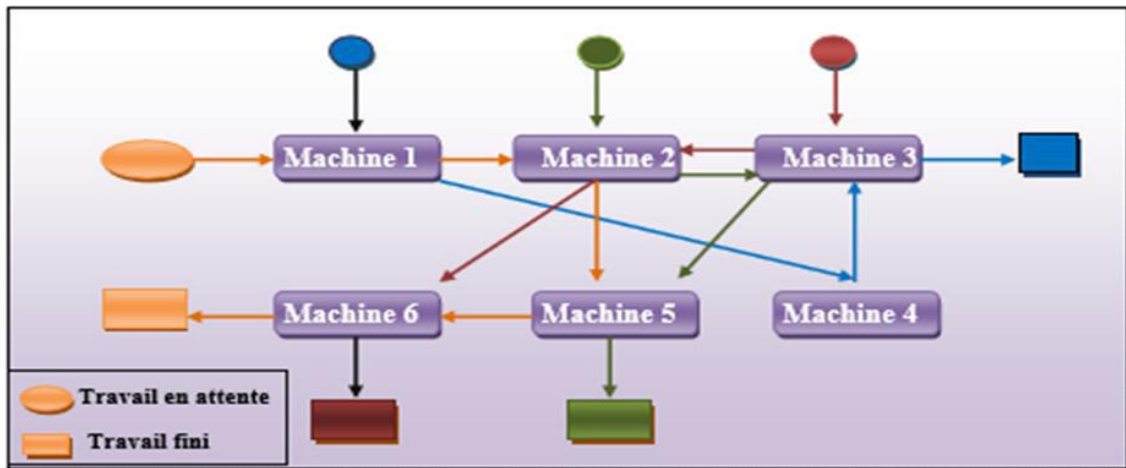 Machine 1
Machine 2
Machine 3
Machine 6
Machine 5
Machine 4
Travail en attente
Travail fini